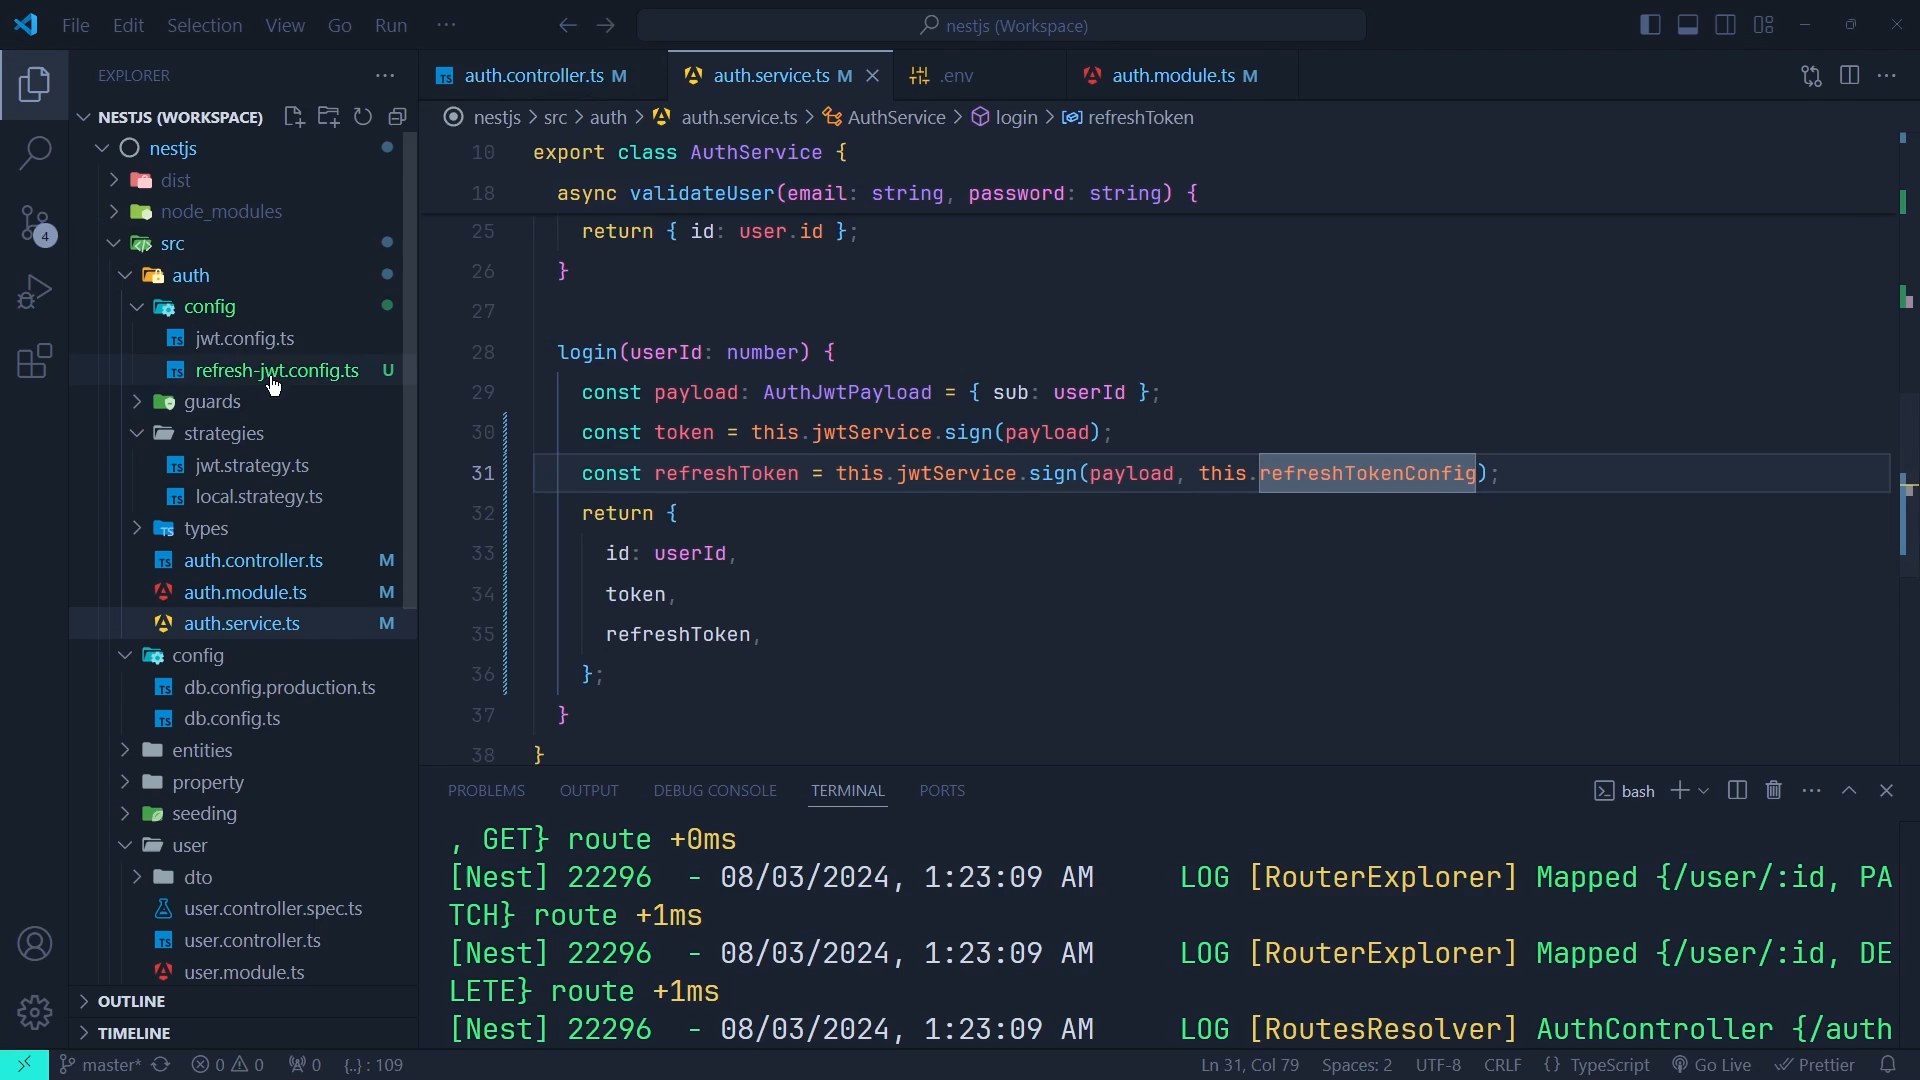 File Edit Selection View Go Run ··· nestjs (Workspace)
EXPLORER ···
NESTJS (WORKSPACE)
nestjs
dist
node_modules
src
auth
config
jwt.config.ts
refresh-jwt.config.ts U
guards
strategies
jwt.strategy.ts
local.strategy.ts
types
auth.controller.ts M
auth.module.ts M
auth.service.ts M
config
db.config.production.ts
db.config.ts
entities
property
seeding
user
dto
user.controller.spec.ts
user.controller.ts
user.module.ts
OUTLINE
TIMELINE
4
auth.controller.ts M auth.service.ts M .env auth.module.ts M
nestjs > src > auth > auth.service.ts > AuthService > login > refreshToken
10 export class AuthService {
18 async validateUser(email: string, password: string) {
25 return { id: user.id };
26 }
27
28 login(userId: number) {
29 const payload: AuthJwtPayload = { sub: userId };
30 const token = this.jwtService.sign(payload);
31 const refreshToken = this.jwtService.sign(payload, this.refreshTokenConfig);
32 return {
33 id: userId,
34 token,
35 refreshToken,
36 };
37 }
38 }
PROBLEMS OUTPUT DEBUG CONSOLE TERMINAL PORTS bash
, GET} route +0ms
[Nest] 22296 - 08/03/2024, 1:23:09 AM LOG [RouterExplorer] Mapped {/user/:id, PA
TCH} route +1ms
[Nest] 22296 - 08/03/2024, 1:23:09 AM LOG [RouterExplorer] Mapped {/user/:id, DE
LETE} route +1ms
[Nest] 22296 - 08/03/2024, 1:23:09 AM LOG [RoutesResolver] AuthController {/auth
master* 0 0 0 {..} : 109 Ln 31, Col 79 Spaces: 2 UTF-8 CRLF {} TypeScript Go Live Prettier